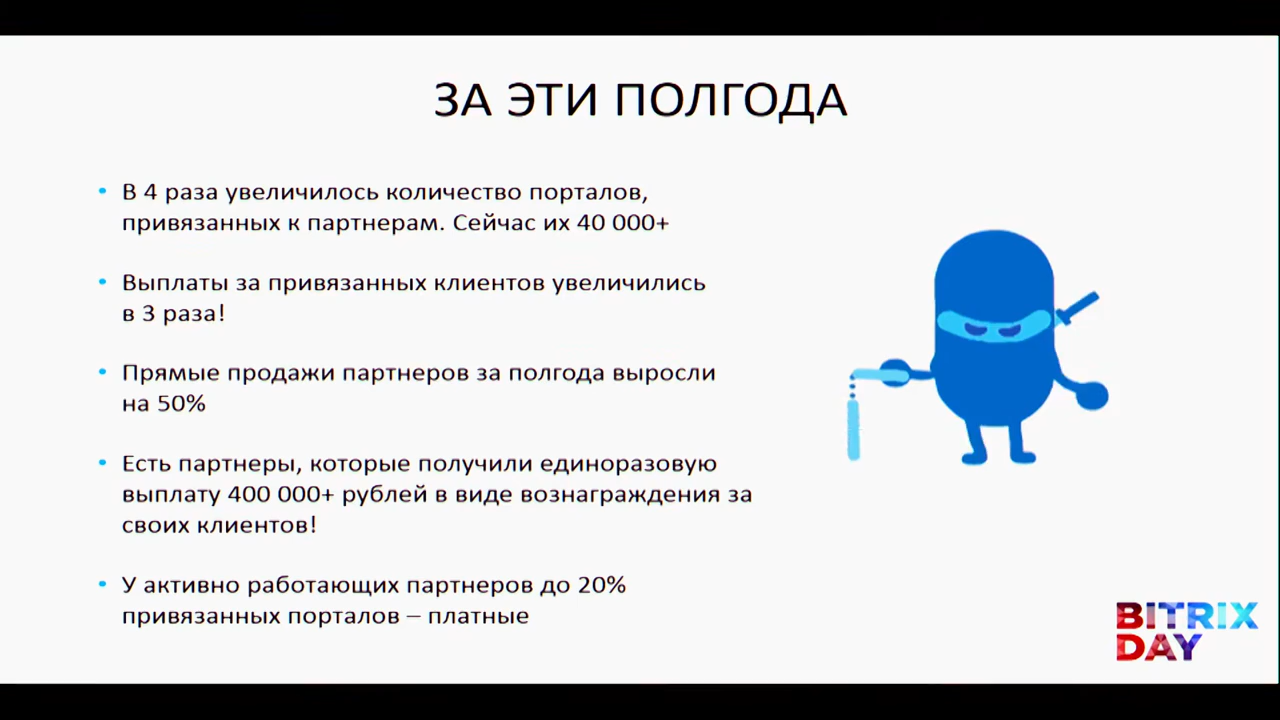 ЗА ЭТИ ПОЛГОДА
• В 4 раза увеличилось количество порталов,
привязанных к партнерам. Сейчас их 40 000+
• Выплаты за привязанных клиентов увеличились
в 3 раза!
• Прямые продажи партнеров за полгода выросли
на 50%
• Есть партнеры, которые получили единоразовую
выплату 400 000+ рублей в виде вознаграждения за
своих клиентов!
• У активно работающих партнеров до 20%
привязанных порталов – платные
BITRIX
DAY